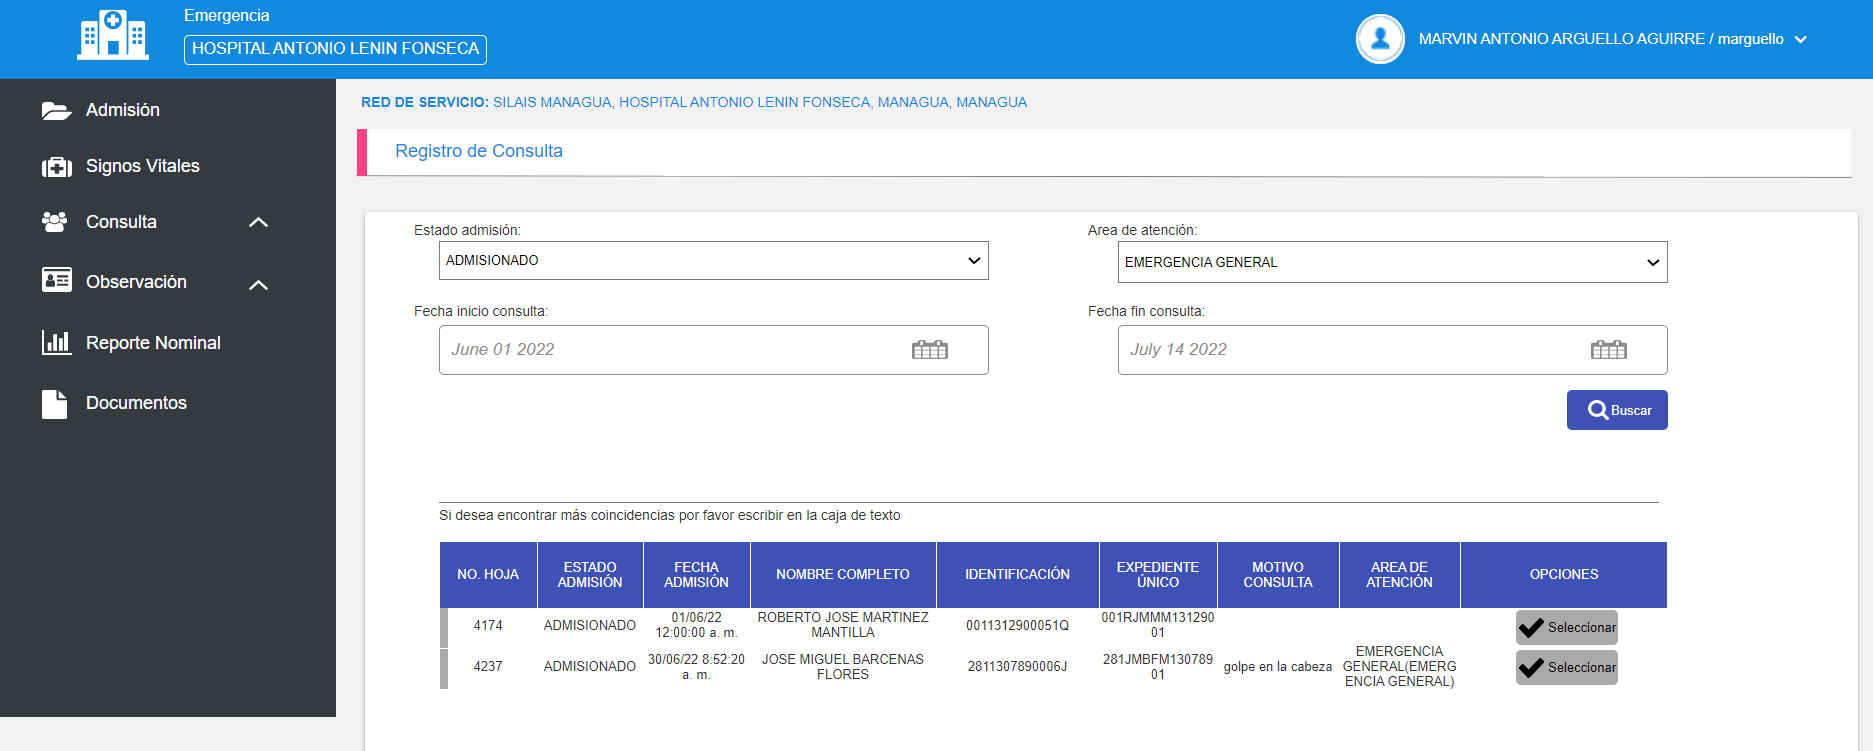 Emergencia
HOSPITAL ANTONIO LENIN FONSECA
MARVIN ANTONIO ARGUELLO AGUIRRE / marguello
Admisión
Signos Vitales
Consulta
Observación
Reporte Nominal
Documentos
RED DE SERVICIO: SILAIS MANAGUA, HOSPITAL ANTONIO LENIN FONSECA, MANAGUA, MANAGUA
Registro de Consulta
Estado admisión:
ADMISIONADO
Area de atención:
EMERGENCIA GENERAL
Fecha inicio consulta:
June 01 2022
Fecha fin consulta:
July 14 2022
Buscar
Si desea encontrar más coincidencias por favor escribir en la caja de texto
NO. HOJA
ESTADO
ADMISIÓN
FECHA
ADMISIÓN
NOMBRE COMPLETO
IDENTIFICACIÓN
EXPEDIENTE
ÚNICO
MOTIVO
CONSULTA
AREA DE
ATENCIÓN
OPCIONES
4174
ADMISIONADO
01/06/22
12:00:00 a. m.
ROBERTO JOSE MARTINEZ
MANTILLA
0011312900051Q
001RJMMM131290
01
Seleccionar
4237
ADMISIONADO
30/06/22 8:52:20
a. m.
JOSE MIGUEL BARCENAS
FLORES
2811307890006J
281JMBFM130789
01
golpe en la cabeza
EMERGENCIA
GENERAL(EMERG
ENCIA GENERAL)
Seleccionar